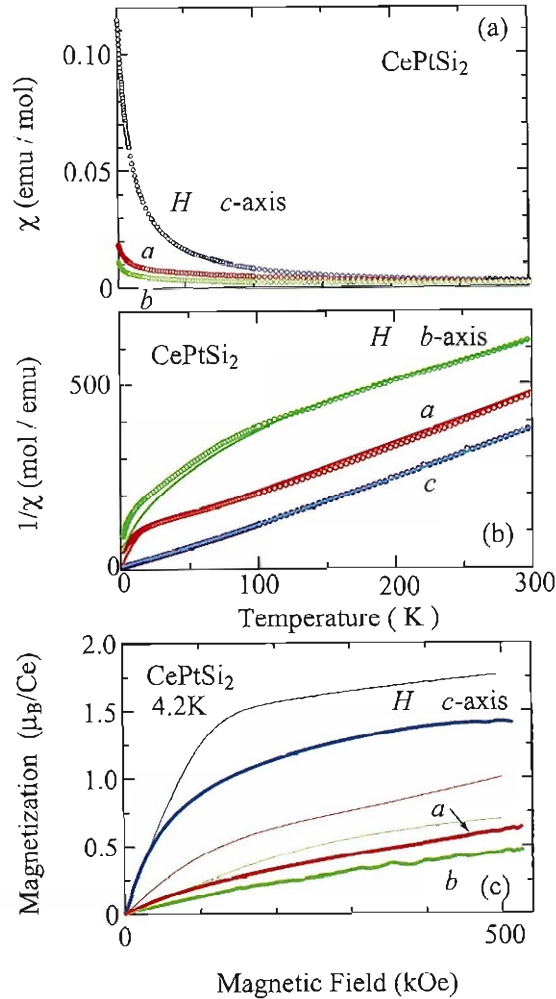 (a)
0.10
CePtSi2
χ (emu / mol)
0.05
H c-axis
a
0
b
CePtSi2
H b-axis
500
a
1/χ (mol / emu)
c
(b)
0
0 100 200 300
Temperature ( K )
2.0
CePtSi2
4.2K
H c-axis
1.5
Magnetization (μB/Ce)
1.0
a
0.5
b
(c)
0
0 500
Magnetic Field (kOe)